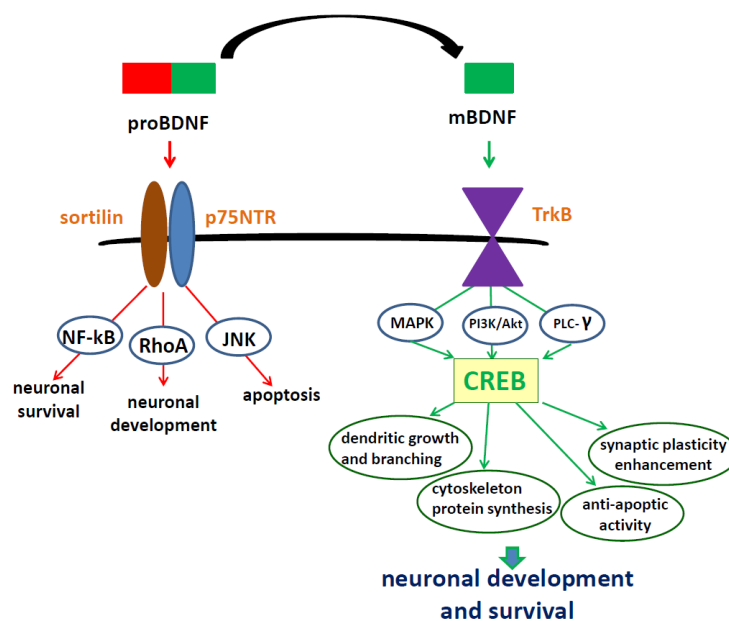 proBDNF
mBDNF
sortilin
p75NTR
TrkB
NF-kB
RhoA
JNK
MAPK
PI3K/Akt
PLC-γ
neuronal
survival
neuronal
development
apoptosis
CREB
dendritic growth
and branching
cytoskeleton
protein synthesis
anti-apoptic
activity
synaptic plasticity
enhancement
neuronal development
and survival